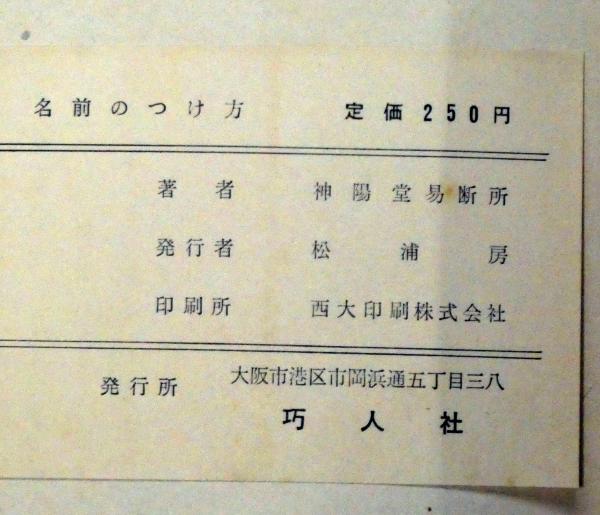 名前のつけ方 定価250円
著者 神陽堂易断所
発行者 松浦房
印刷所 西大印刷株式会社
発行所 大阪市港区市岡浜通五丁目三八
巧人社